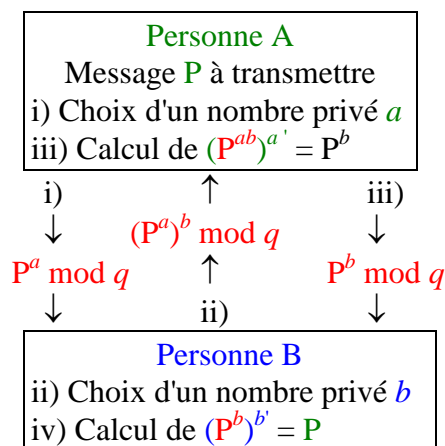 Personne A
Message P à transmettre
i) Choix d'un nombre privé a
iii) Calcul de (P^{ab})^{a'} = P^b
i) ↑ iii)
↓ (P^a)^b mod q ↓
P^a mod q ↑ P^b mod q
↓ ii) ↓
Personne B
ii) Choix d'un nombre privé b
iv) Calcul de (P^b)^{b'} = P